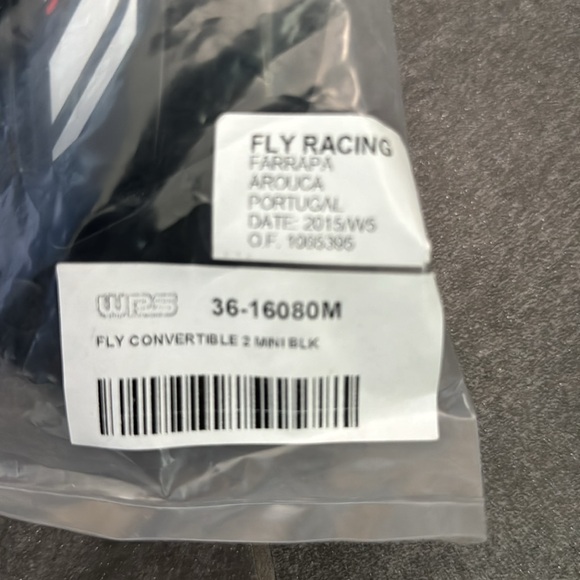 FLY RACING
FARRAPA
AROUCA
PORTUGAL
DATE: 2015/W5
O.F. 1065395
WPS 36-16080M
FLY CONVERTIBLE 2 MINI BLK